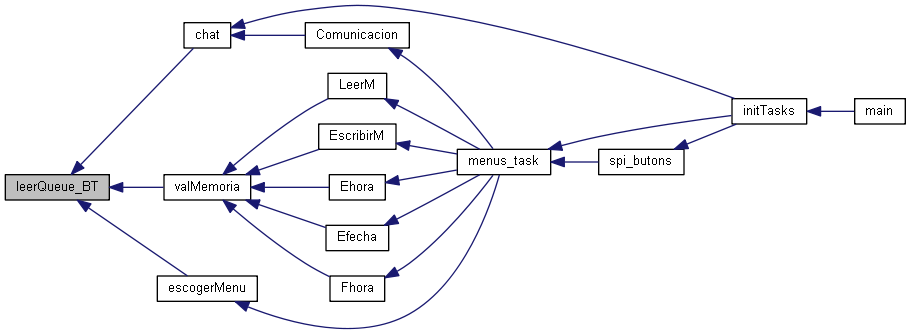 chat
Comunicacion
LeerM
initTasks
main
EscribirM
menus_task
spi_butons
leerQueue_BT
valMemoria
Ehora
Efecha
escogerMenu
Fhora